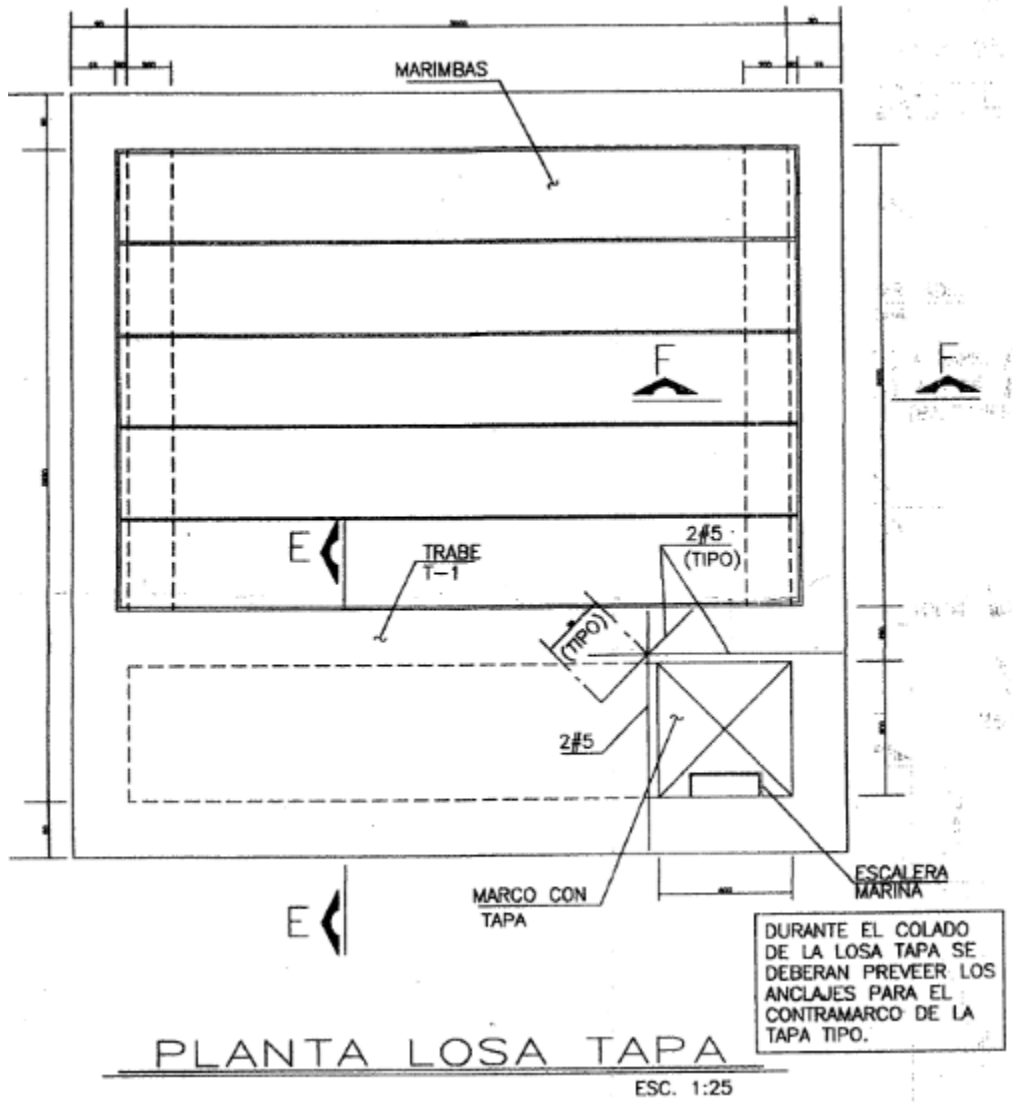 MARIMBAS
F
F
E
TRABE
T-1
2#5
(TIPO)
(TIPO)
2#5
E
MARCO CON
TAPA
600
ESCALERA
MARINA
DURANTE EL COLADO
DE LA LOSA TAPA SE
DEBERAN PREVEER LOS
ANCLAJES PARA EL
CONTRAMARCO DE LA
TAPA TIPO.
PLANTA LOSA TAPA
ESC. 1:25